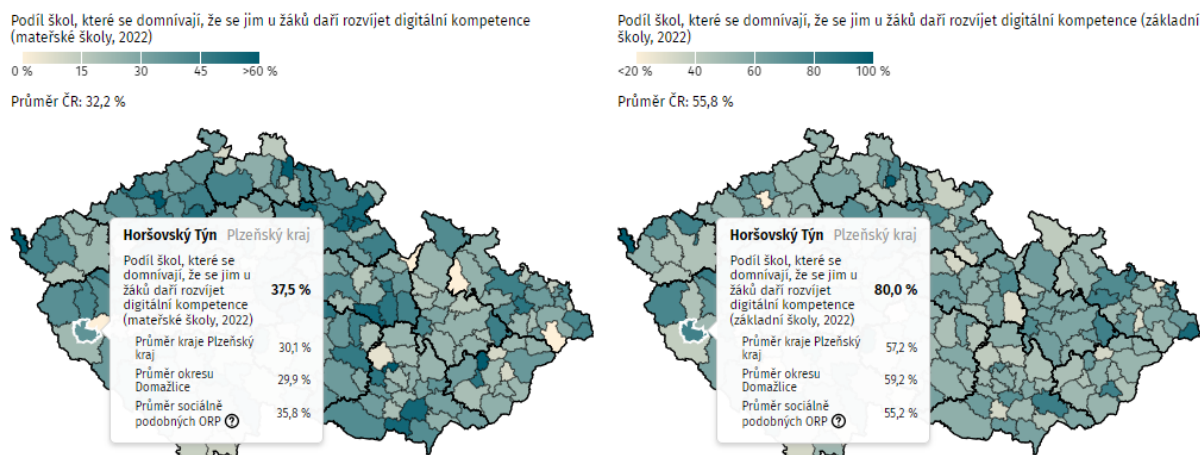 Podíl škol, které se domnívají, že se jim u žáků daří rozvíjet digitální kompetence
(mateřské školy, 2022)
0 % 15 30 45 >60 %
Průměr ČR: 32,2 %
Horšovský Týn Plzeňský kraj
Podíl škol, které se
domnívají, že se jim u
žáků daří rozvíjet 37,5 %
digitální kompetence
(mateřské školy, 2022)
Průměr kraje Plzeňský
kraj 30,1 %
Průměr okresu
Domažlice 29,9 %
Průměr sociálně
podobných ORP ? 35,8 %
Podíl škol, které se domnívají, že se jim u žáků daří rozvíjet digitální kompetence (základní
školy, 2022)
<20 % 40 60 80 100 %
Průměr ČR: 55,8 %
Horšovský Týn Plzeňský kraj
Podíl škol, které se
domnívají, že se jim u
žáků daří rozvíjet 80,0 %
digitální kompetence
(základní školy, 2022)
Průměr kraje Plzeňský
kraj 57,2 %
Průměr okresu
Domažlice 59,2 %
Průměr sociálně
podobných ORP ? 55,2 %